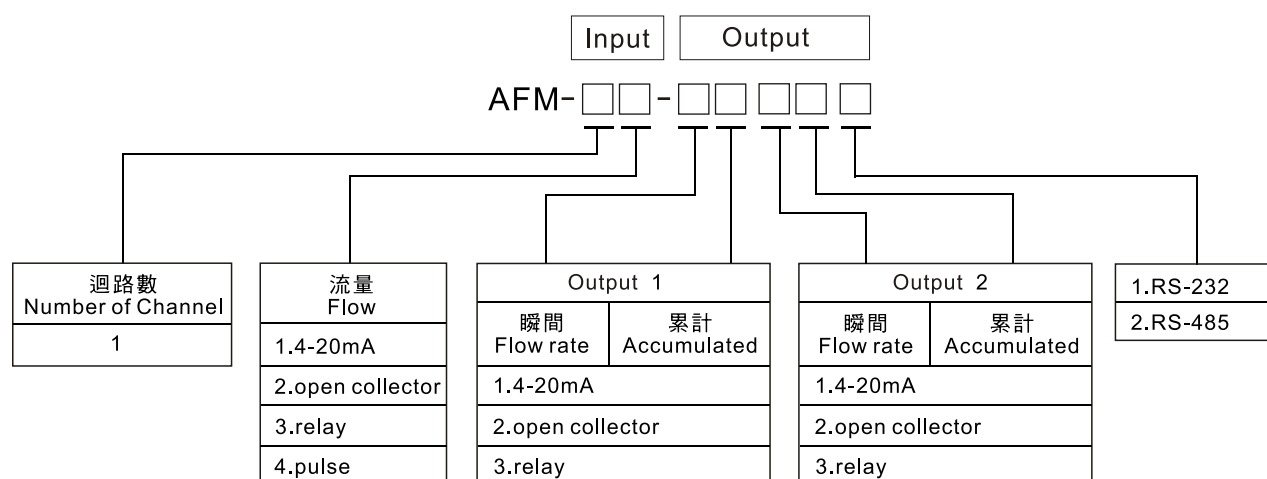 Input
Output
AFM-□□-□□□□□
迴路數
Number of Channel
1
流量
Flow
1.4-20mA
2.open collector
3.relay
4.pulse
Output 1
瞬間
Flow rate
累計
Accumulated
1.4-20mA
2.open collector
3.relay
Output 2
瞬間
Flow rate
累計
Accumulated
1.4-20mA
2.open collector
3.relay
1.RS-232
2.RS-485